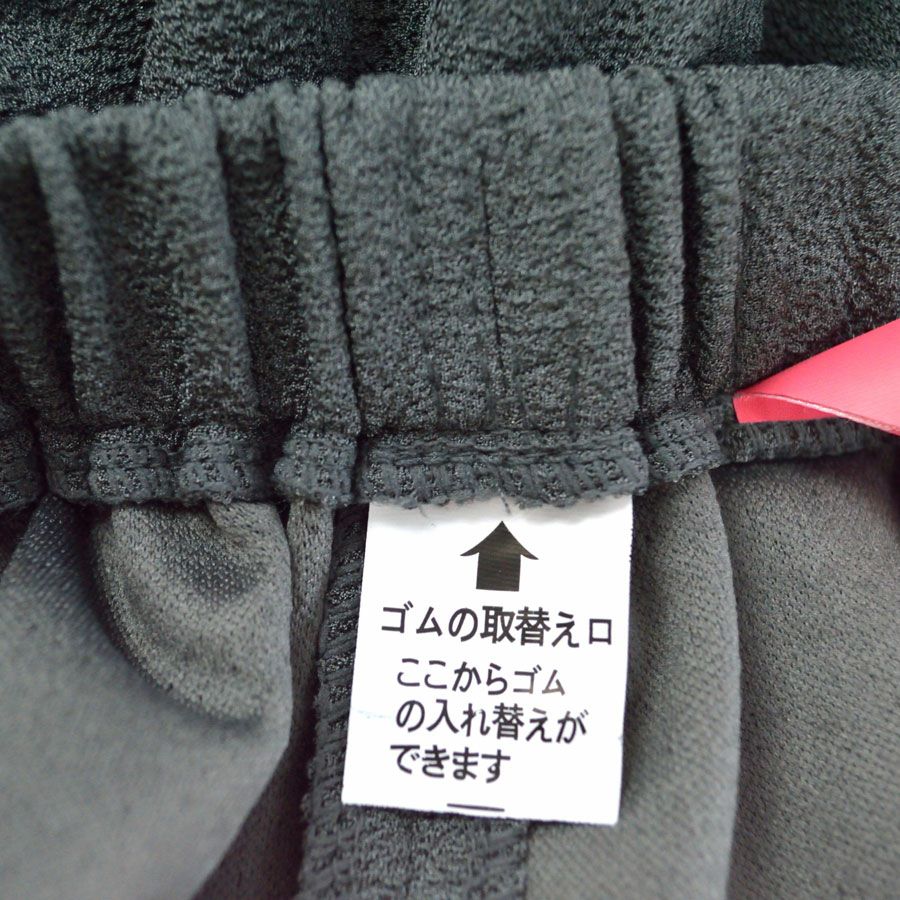 ゴムの取替え口
ここからゴム
の入れ替えが
できます